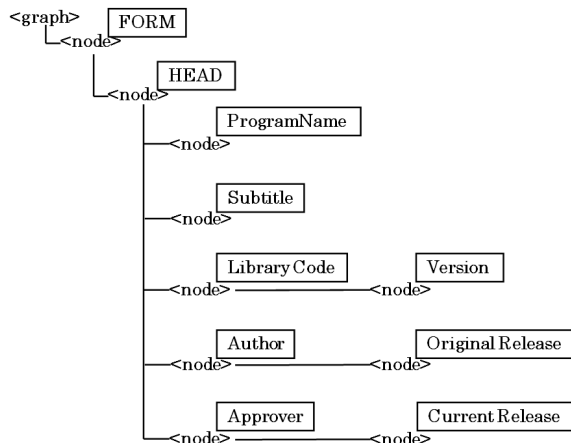 <graph> FORM
<node>
HEAD
<node>
ProgramName
<node>
Subtitle
<node>
Library Code Version
<node> <node>
Author Original Release
<node> <node>
Approver Current Release
<node> <node>